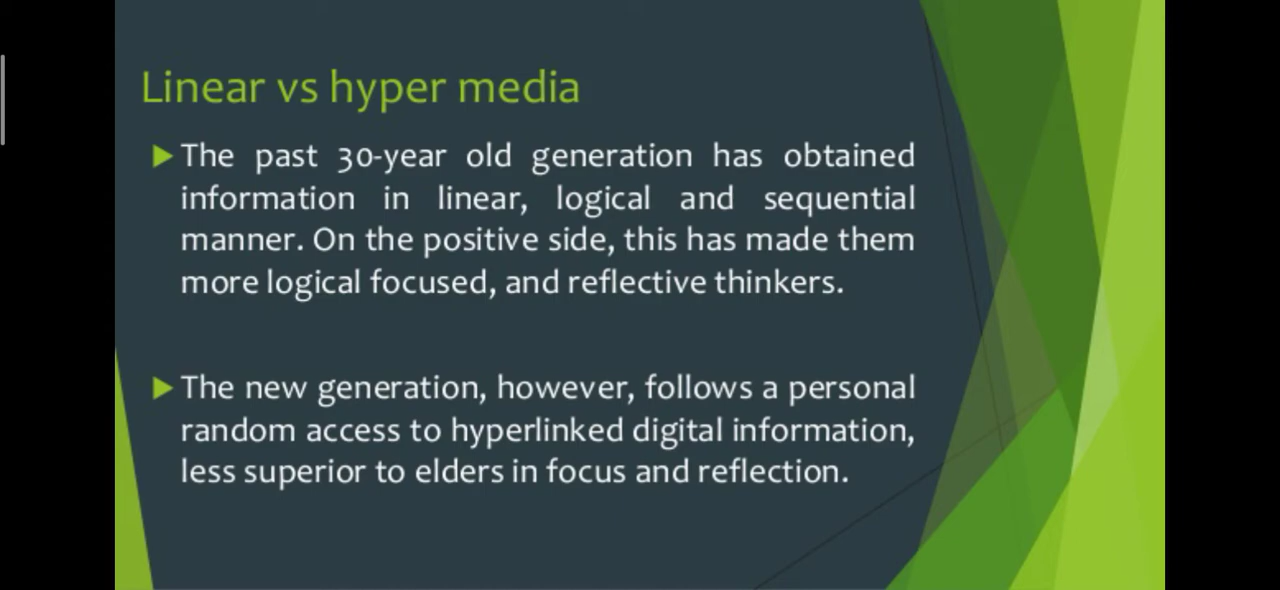 Linear vs hyper media
The past 30-year old generation has obtained
information in linear, logical and sequential
manner. On the positive side, this has made them
more logical focused, and reflective thinkers.
The new generation, however, follows a personal
random access to hyperlinked digital information,
less superior to elders in focus and reflection.